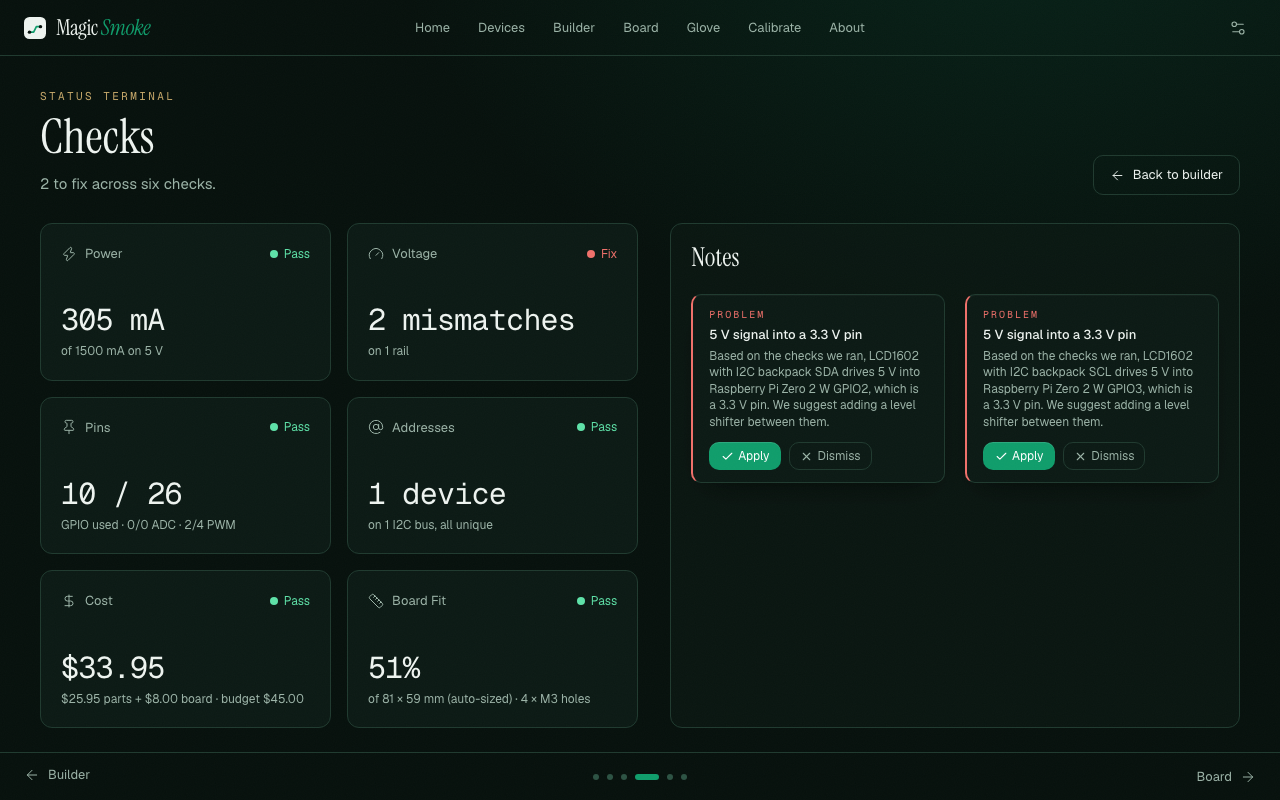 Magic Smoke
Home
Devices
Builder
Board
Glove
Calibrate
About
STATUS TERMINAL
Checks
2 to fix across six checks.
Back to builder
Power
Pass
305 mA
of 1500 mA on 5 V
Voltage
Fix
2 mismatches
on 1 rail
Pins
Pass
10 / 26
GPIO used · 0/0 ADC · 2/4 PWM
Addresses
Pass
1 device
on 1 I2C bus, all unique
Cost
Pass
$33.95
$25.95 parts + $8.00 board · budget $45.00
Board Fit
Pass
51%
of 81 × 59 mm (auto-sized) · 4 × M3 holes
Notes
PROBLEM
5 V signal into a 3.3 V pin
Based on the checks we ran, LCD1602
with I2C backpack SDA drives 5 V into
Raspberry Pi Zero 2 W GPIO2, which is
a 3.3 V pin. We suggest adding a level
shifter between them.
Apply
Dismiss
PROBLEM
5 V signal into a 3.3 V pin
Based on the checks we ran, LCD1602
with I2C backpack SCL drives 5 V into
Raspberry Pi Zero 2 W GPIO3, which is
a 3.3 V pin. We suggest adding a level
shifter between them.
Apply
Dismiss
Builder
Board